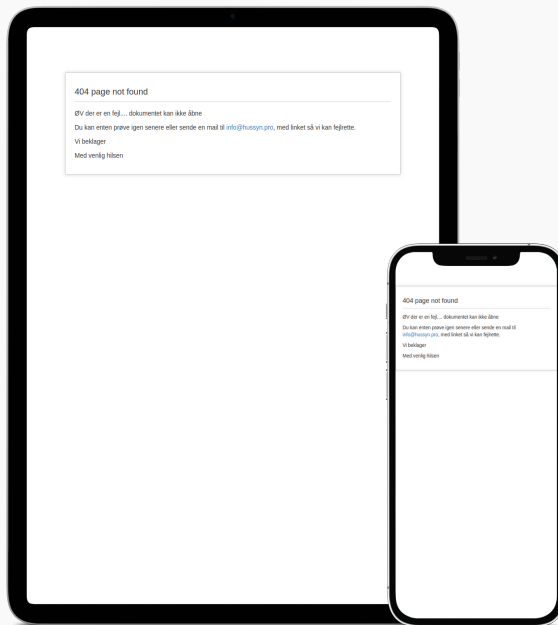 404 page not found
ØV der er en fejl.... dokumentet kan ikke åbne
Du kan enten prøve igen senere eller sende en mail til info@hussyn.pro, med linket så vi kan fejlrette.
Vi beklager
Med venlig hilsen
404 page not found
ØV der er en fejl.... dokumentet kan ikke åbne
Du kan enten prøve igen senere eller sende en mail til
info@hussyn.pro, med linket så vi kan fejlrette.
Vi beklager
Med venlig hilsen